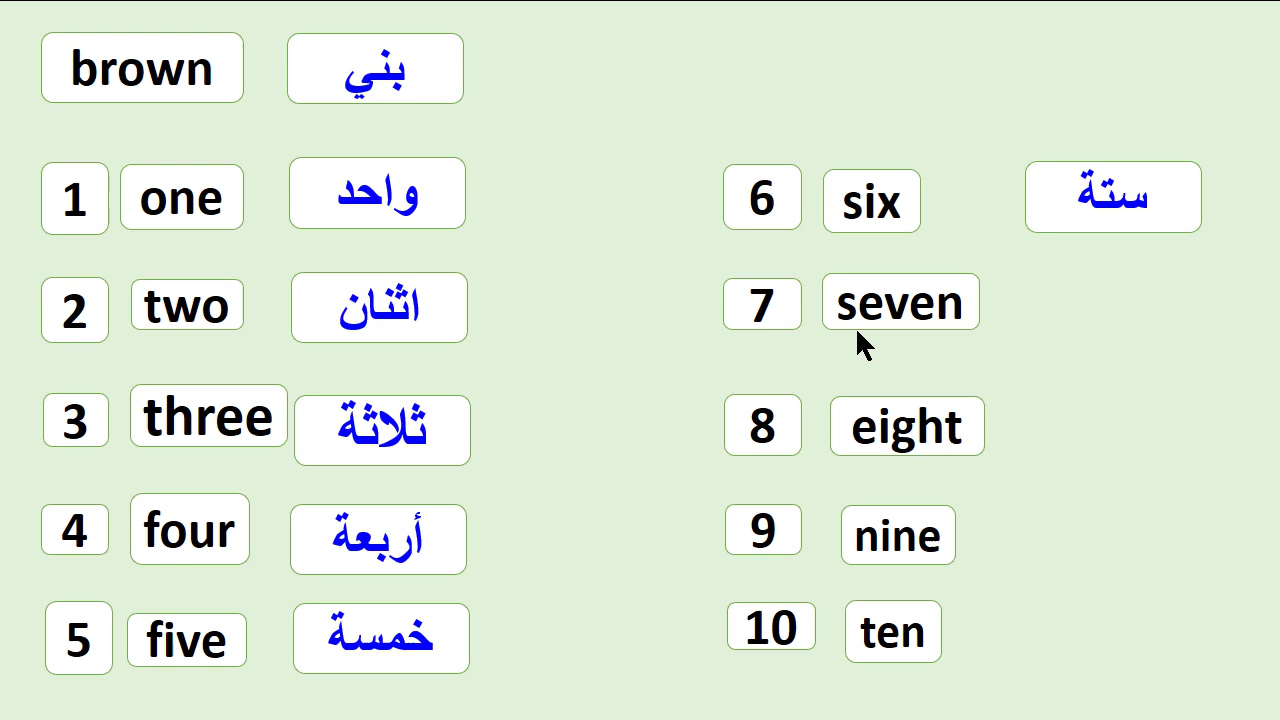 brown بني
1 one واحد
2 two اثنان
3 three ثلاثة
4 four أربعة
5 five خمسة
6 six ستة
7 seven
8 eight
9 nine
10 ten